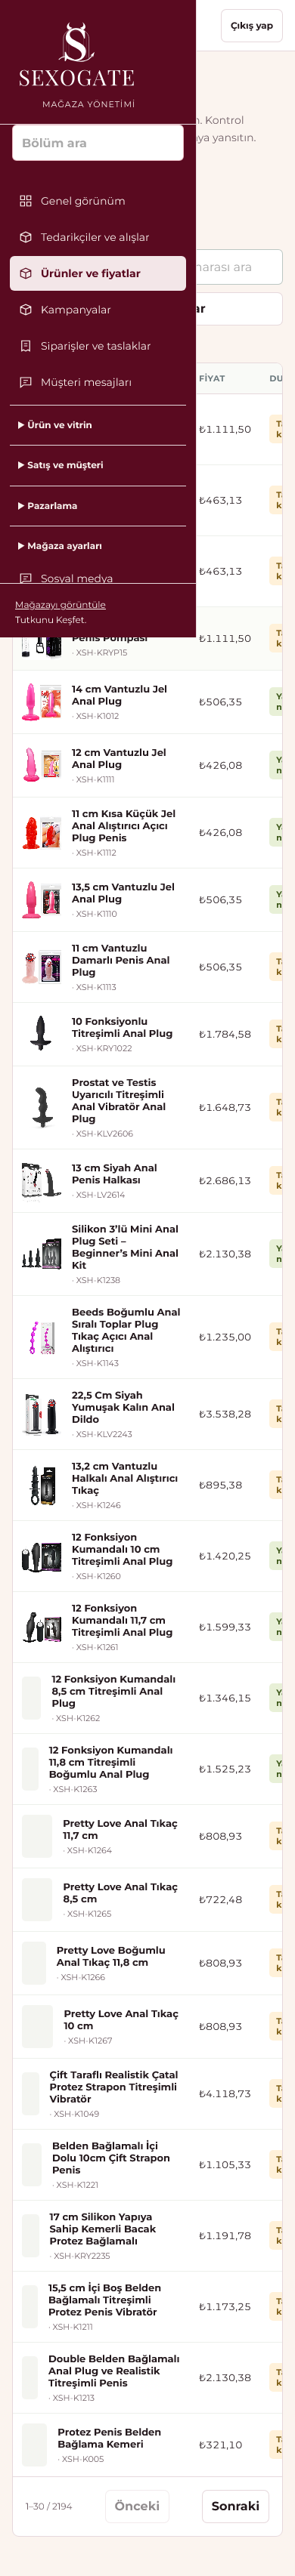 SEXOGATE
MAĞAZA YÖNETİMİ
Çıkış yap
Kontrol
ya yansıtın.
Bölüm ara
Genel görünüm
Tedarikçiler ve alışlar
Ürünler ve fiyatlar
Kampanyalar
Siparişler ve taslaklar
Müşteri mesajları
Ürün ve vitrin
Satış ve müşteri
Pazarlama
Mağaza ayarları
Sosyal medya
Mağazayı görüntüle
Tutkunu Keşfet.
ara
FİYAT
₺1.111,50
₺463,13
₺463,13
Penis Pompası
· XSH-KRYP15
₺1.111,50
14 cm Vantuzlu Jel
Anal Plug
· XSH-K1012
₺506,35
12 cm Vantuzlu Jel
Anal Plug
· XSH-K1111
₺426,08
11 cm Kısa Küçük Jel
Anal Alıştırıcı Açıcı
Plug Penis
· XSH-K1112
₺426,08
13,5 cm Vantuzlu Jel
Anal Plug
· XSH-K1110
₺506,35
11 cm Vantuzlu
Damarlı Penis Anal
Plug
· XSH-K1113
₺506,35
10 Fonksiyonlu
Titreşimli Anal Plug
· XSH-KRY1022
₺1.784,58
Prostat ve Testis
Uyarıcılı Titreşimli
Anal Vibratör Anal
Plug
· XSH-KLV2606
₺1.648,73
13 cm Siyah Anal
Penis Halkası
· XSH-LV2614
₺2.686,13
Silikon 3’lü Mini Anal
Plug Seti –
Beginner’s Mini Anal
Kit
· XSH-K1238
₺2.130,38
Beeds Boğumlu Anal
Sıralı Toplar Plug
Tıkaç Açıcı Anal
Alıştırıcı
· XSH-K1143
₺1.235,00
22,5 Cm Siyah
Yumuşak Kalın Anal
Dildo
· XSH-KLV2243
₺3.538,28
13,2 cm Vantuzlu
Halkalı Anal Alıştırıcı
Tıkaç
· XSH-K1246
₺895,38
12 Fonksiyon
Kumandalı 10 cm
Titreşimli Anal Plug
· XSH-K1260
₺1.420,25
12 Fonksiyon
Kumandalı 11,7 cm
Titreşimli Anal Plug
· XSH-K1261
₺1.599,33
12 Fonksiyon Kumandalı
8,5 cm Titreşimli Anal
Plug
· XSH-K1262
₺1.346,15
12 Fonksiyon Kumandalı
11,8 cm Titreşimli
Boğumlu Anal Plug
· XSH-K1263
₺1.525,23
Pretty Love Anal Tıkaç
11,7 cm
· XSH-K1264
₺808,93
Pretty Love Anal Tıkaç
8,5 cm
· XSH-K1265
₺722,48
Pretty Love Boğumlu
Anal Tıkaç 11,8 cm
· XSH-K1266
₺808,93
Pretty Love Anal Tıkaç
10 cm
· XSH-K1267
₺808,93
Çift Taraflı Realistik Çatal
Protez Strapon Titreşimli
Vibratör
· XSH-K1049
₺4.118,73
Belden Bağlamalı İçi
Dolu 10cm Çift Strapon
Penis
· XSH-K1221
₺1.105,33
17 cm Silikon Yapıya
Sahip Kemerli Bacak
Protez Bağlamalı
· XSH-KRY2235
₺1.191,78
15,5 cm İçi Boş Belden
Bağlamalı Titreşimli
Protez Penis Vibratör
· XSH-K1211
₺1.173,25
Double Belden Bağlamalı
Anal Plug ve Realistik
Titreşimli Penis
· XSH-K1213
₺2.130,38
Protez Penis Belden
Bağlama Kemeri
· XSH-K005
₺321,10
1–30 / 2194
Önceki
Sonraki